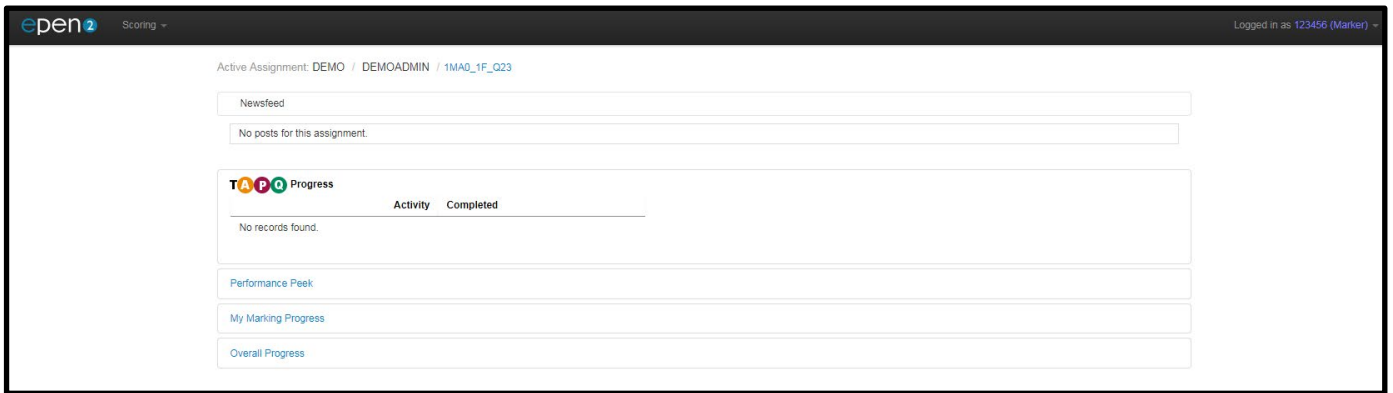 epen2 Scoring Logged in as 123456 (Marker)
Active Assignment: DEMO / DEMOADMIN / 1MA0_1F_Q23
Newsfeed
No posts for this assignment.
TAPQ Progress
Activity Completed
No records found.
Performance Peek
My Marking Progress
Overall Progress